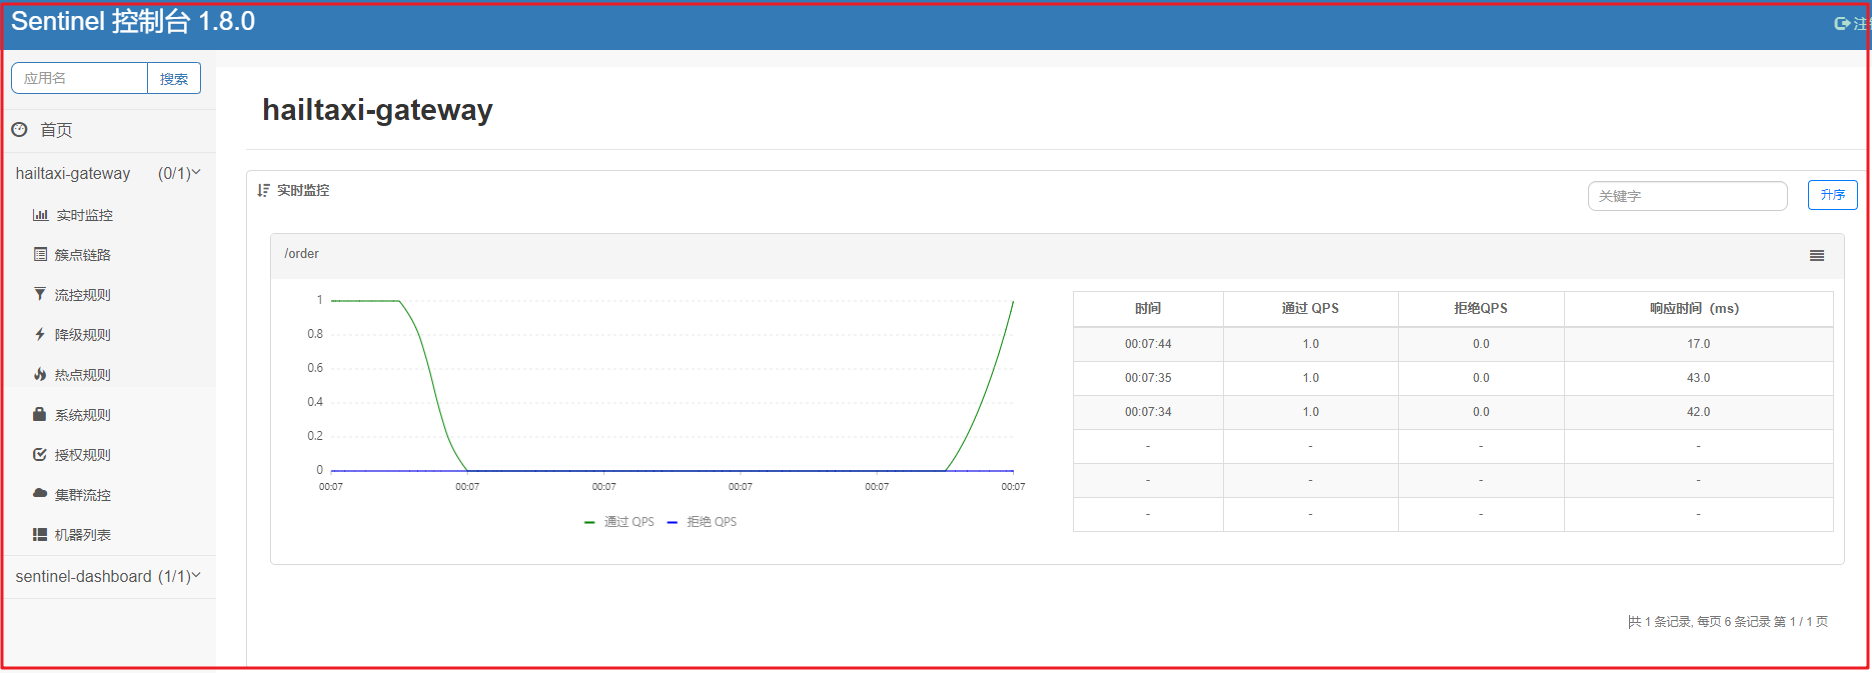 Sentinel 控制台 1.8.0
应用名 搜索
首页
hailtaxi-gateway (0/1)
实时监控
簇点链路
流控规则
降级规则
热点规则
系统规则
授权规则
集群流控
机器列表
sentinel-dashboard (1/1)
hailtaxi-gateway
实时监控
关键字 升序
/order
1
0.8
0.6
0.4
0.2
0
00:07 00:07 00:07 00:07 00:07 00:07
通过 QPS 拒绝 QPS
时间 通过 QPS 拒绝QPS 响应时间（ms）
00:07:44 1.0 0.0 17.0
00:07:35 1.0 0.0 43.0
00:07:34 1.0 0.0 42.0
- - - -
- - - -
- - - -
共 1 条记录, 每页 6 条记录 第 1 / 1 页